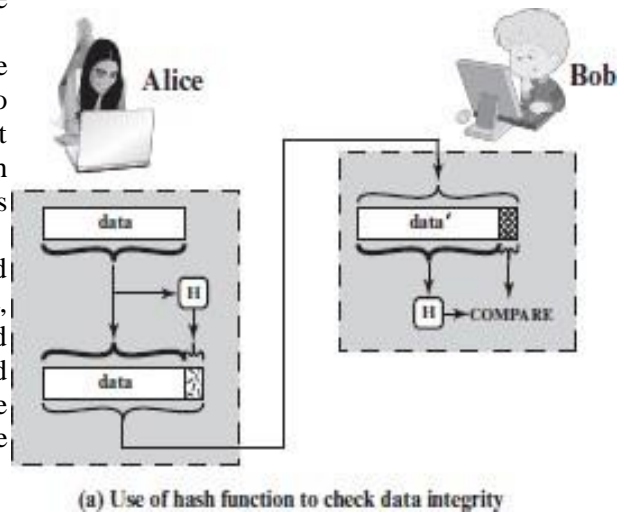 Alice
Bob
data
H
data
data′
H
COMPARE
(a) Use of hash function to check data integrity